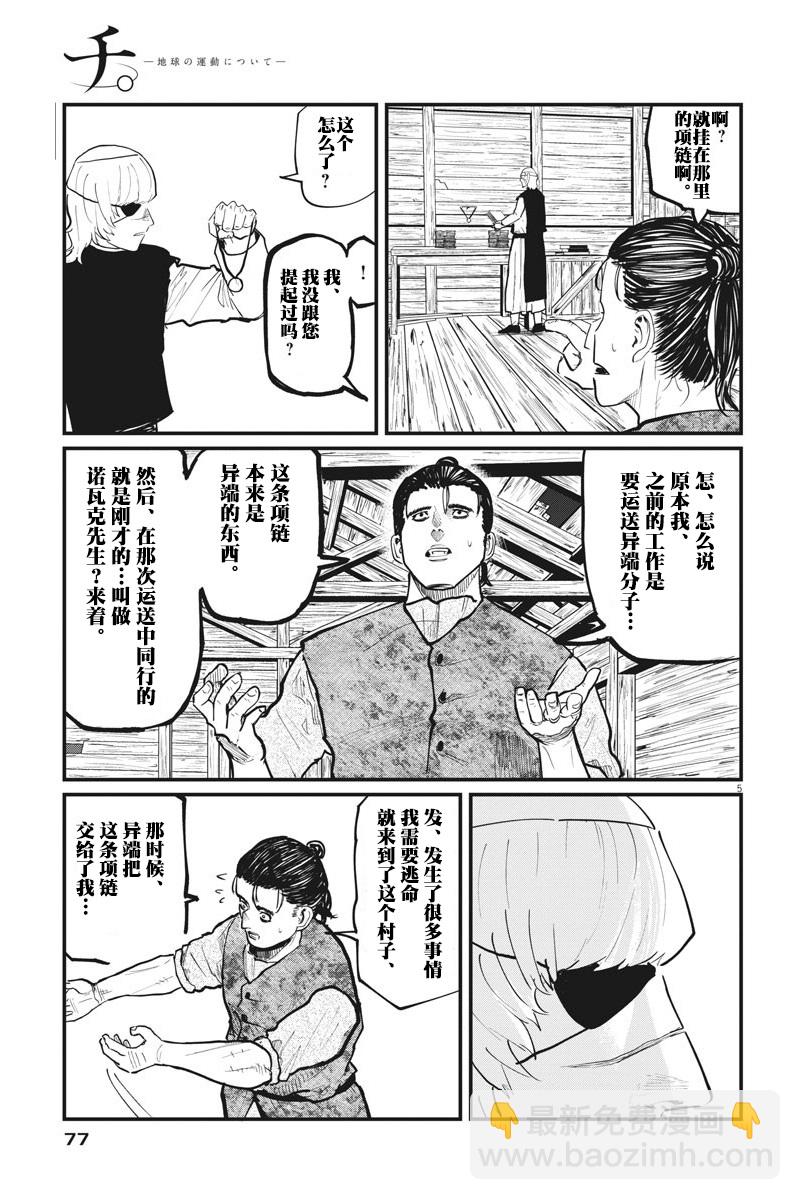 チ。
—地球の運動について—
啊?
就挂在那里
的项链啊。
这个
怎么了?
!
我、
我没跟您
提起过吗?
怎、怎么说
原本我、
之前的工作是
要运送异端分子…
这条项链
本来是
异端的东西。
然后、在那次运送中同行的
就是刚才的…叫做
诺瓦克先生?来着。
5
发、发生了很多事情
我需要逃命
就来到了这个村子、
那时候、
异端把
这条项链
交给了我…
77
最新免费漫画
www.baozimh.com